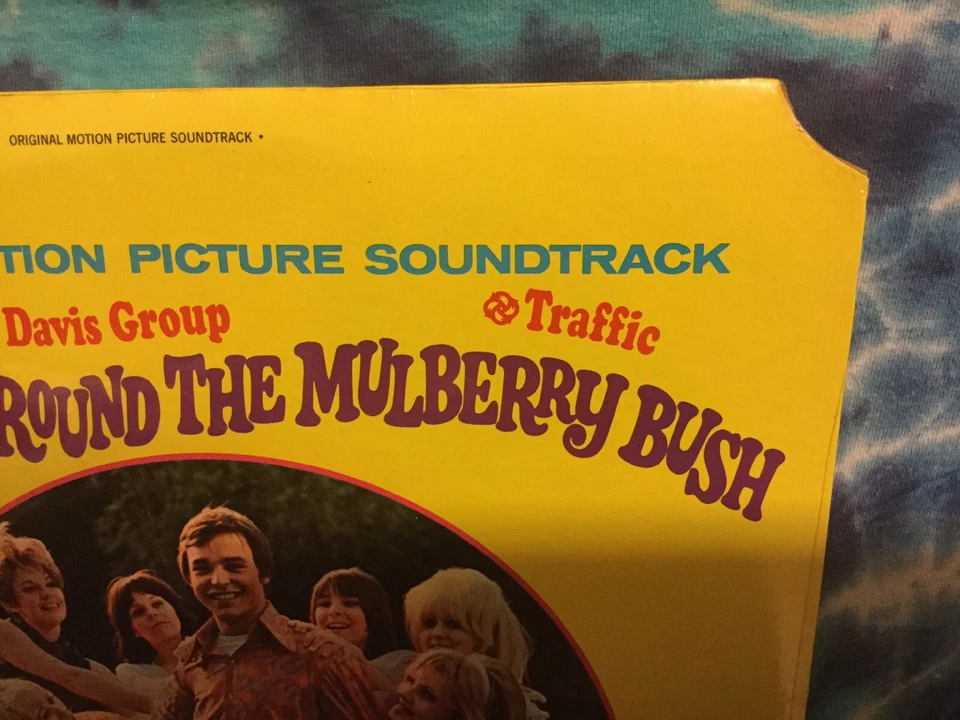 ORIGINAL MOTION PICTURE SOUNDTRACK •
TION PICTURE SOUNDTRACK
Davis Group Traffic
ROUND THE MULBERRY BUSH